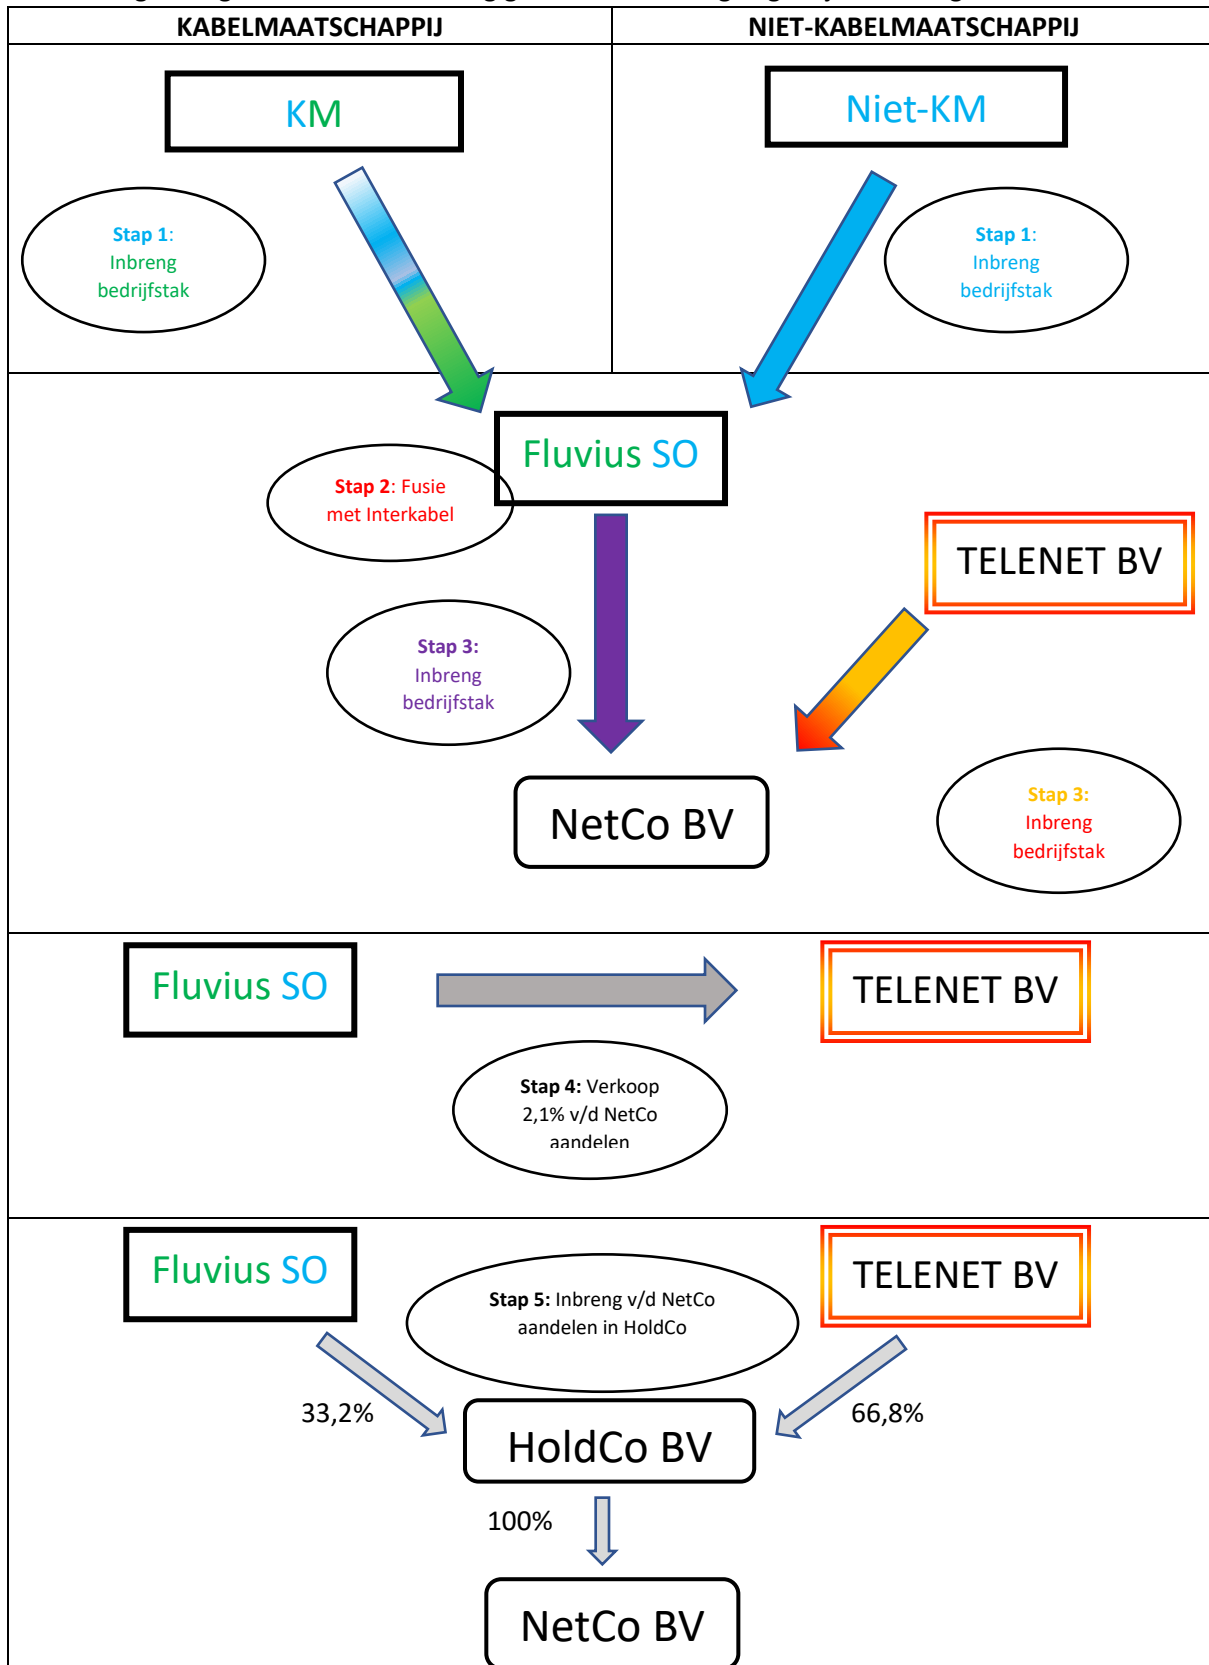 KABELMAATSCHAPPIJ
NIET-KABELMAATSCHAPPIJ
KM
Niet-KM
Stap 1:
Inbreng
bedrijfstak
Stap 1:
Inbreng
bedrijfstak
Fluvius SO
Stap 2: Fusie
met Interkabel
TELENET BV
Stap 3:
Inbreng
bedrijfstak
NetCo BV
Stap 3:
Inbreng
bedrijfstak
Fluvius SO
TELENET BV
Stap 4: Verkoop
2,1% v/d NetCo
aandelen
Fluvius SO
TELENET BV
Stap 5: Inbreng v/d NetCo
aandelen in HoldCo
33,2%
66,8%
HoldCo BV
100%
NetCo BV